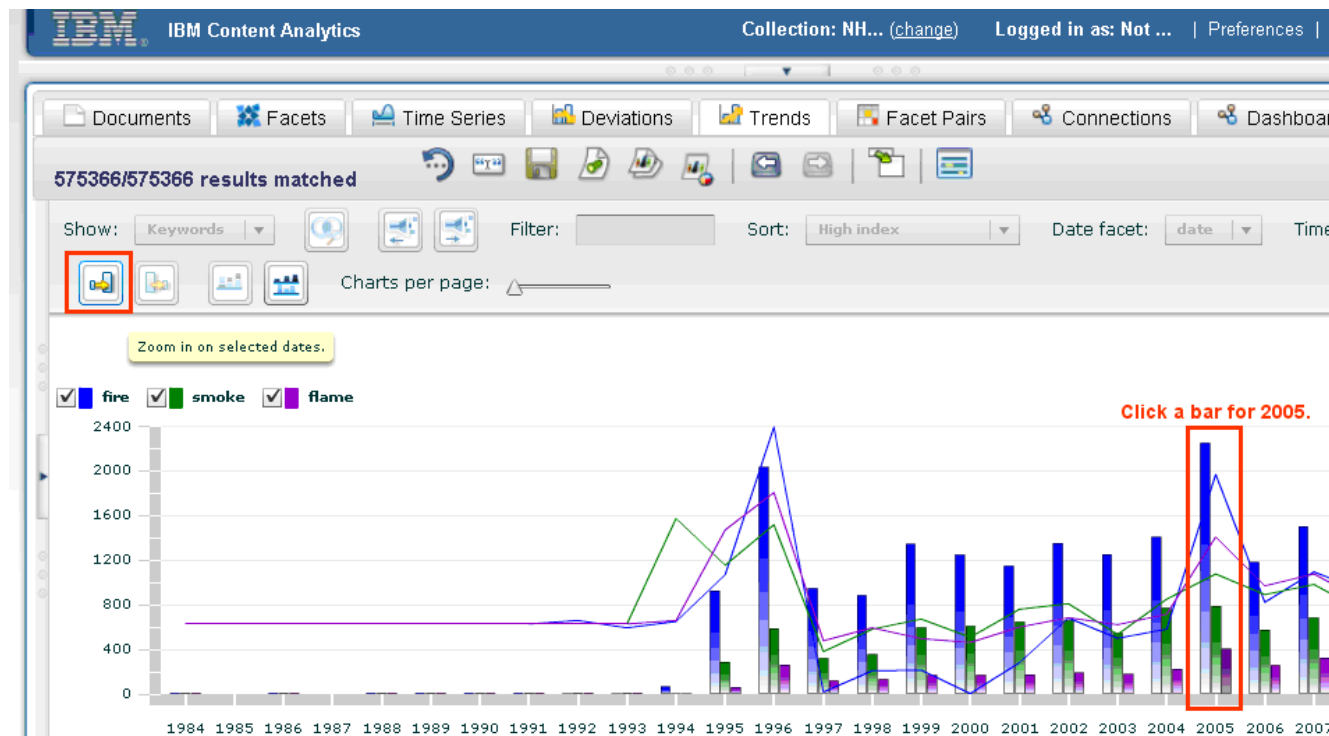 IBM® IBM Content Analytics Collection: NH... (change) Logged in as: Not ... | Preferences |
Documents Facets Time Series Deviations Trends Facet Pairs Connections Dashboar
575366/575366 results matched
Show: Keywords Filter: Sort: High index Date facet: date Time
Charts per page:
Zoom in on selected dates.
fire smoke flame
Click a bar for 2005.
2400
2000
1600
1200
800
400
0
1984 1985 1986 1987 1988 1989 1990 1991 1992 1993 1994 1995 1996 1997 1998 1999 2000 2001 2002 2003 2004 2005 2006 2007